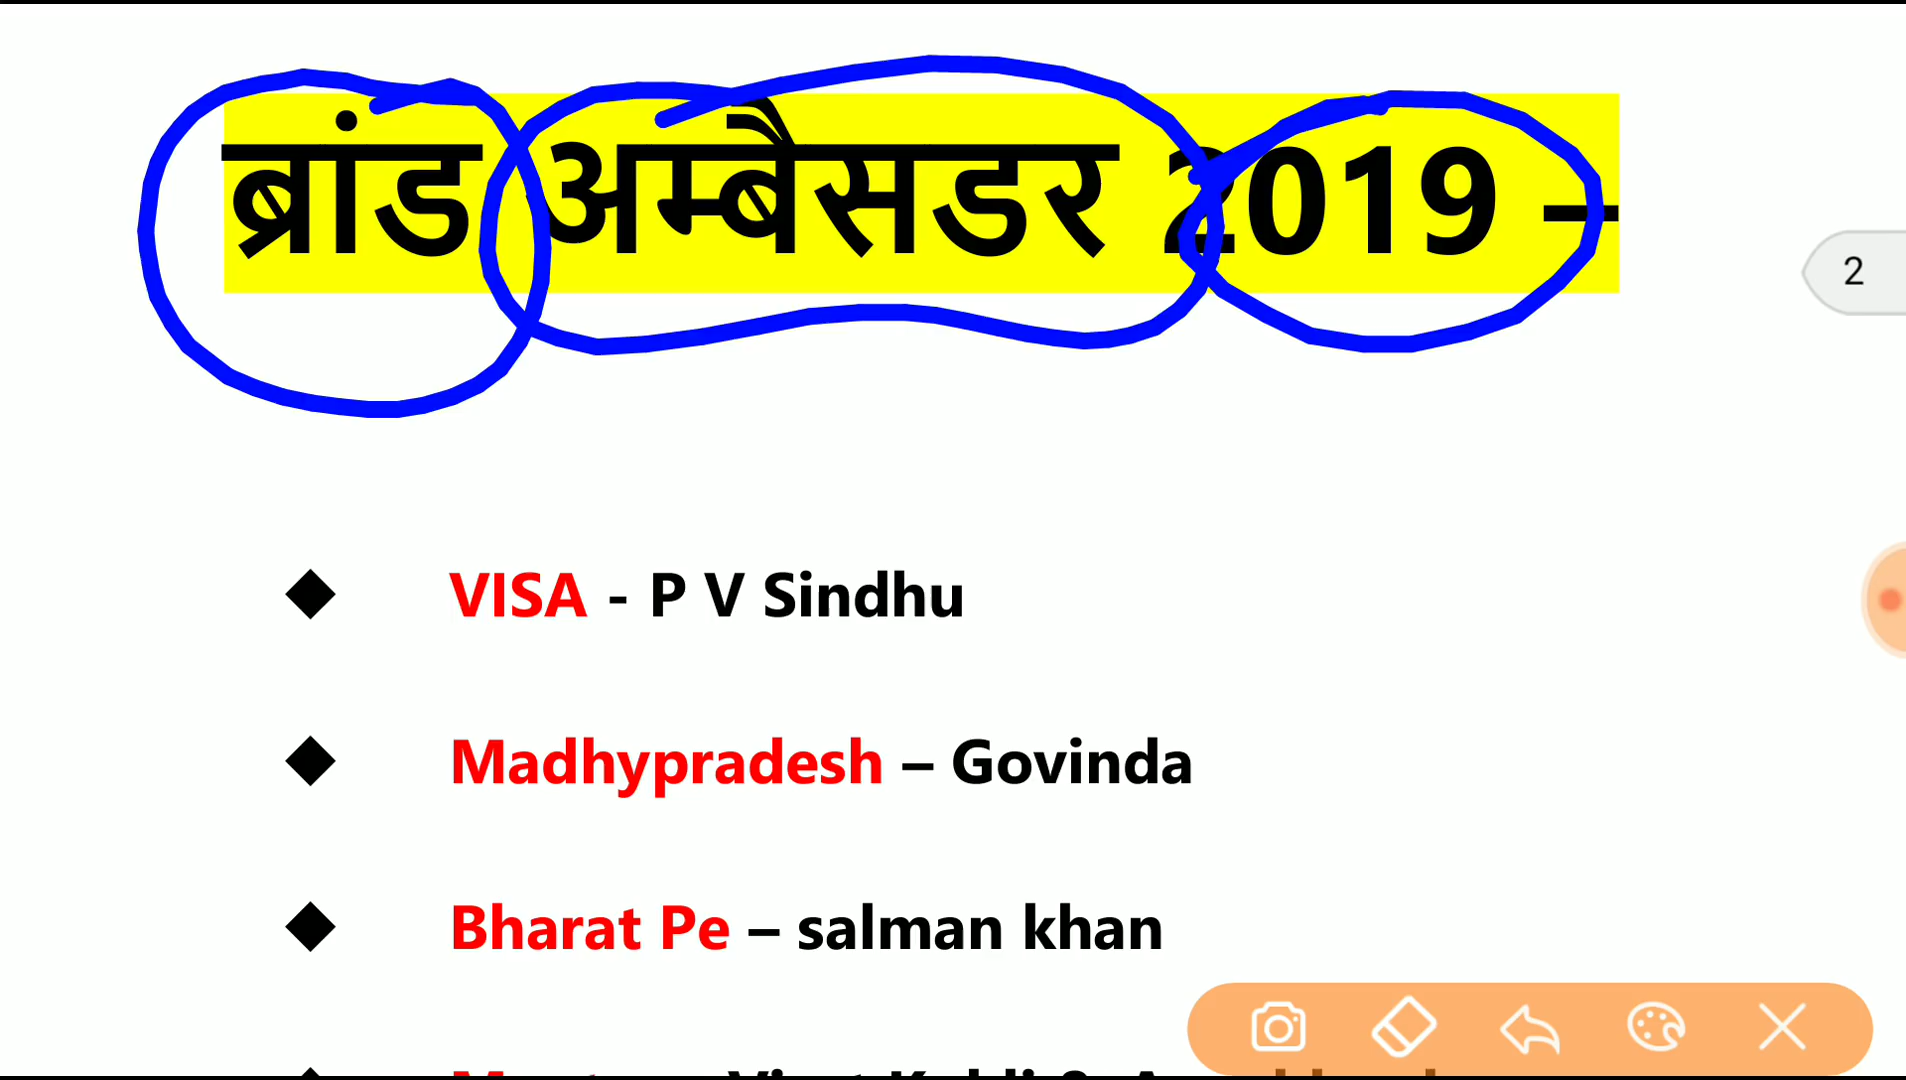 ब्रांड अम्बैसडर 2019 –
2
VISA - P V Sindhu
Madhypradesh – Govinda
Bharat Pe – salman khan